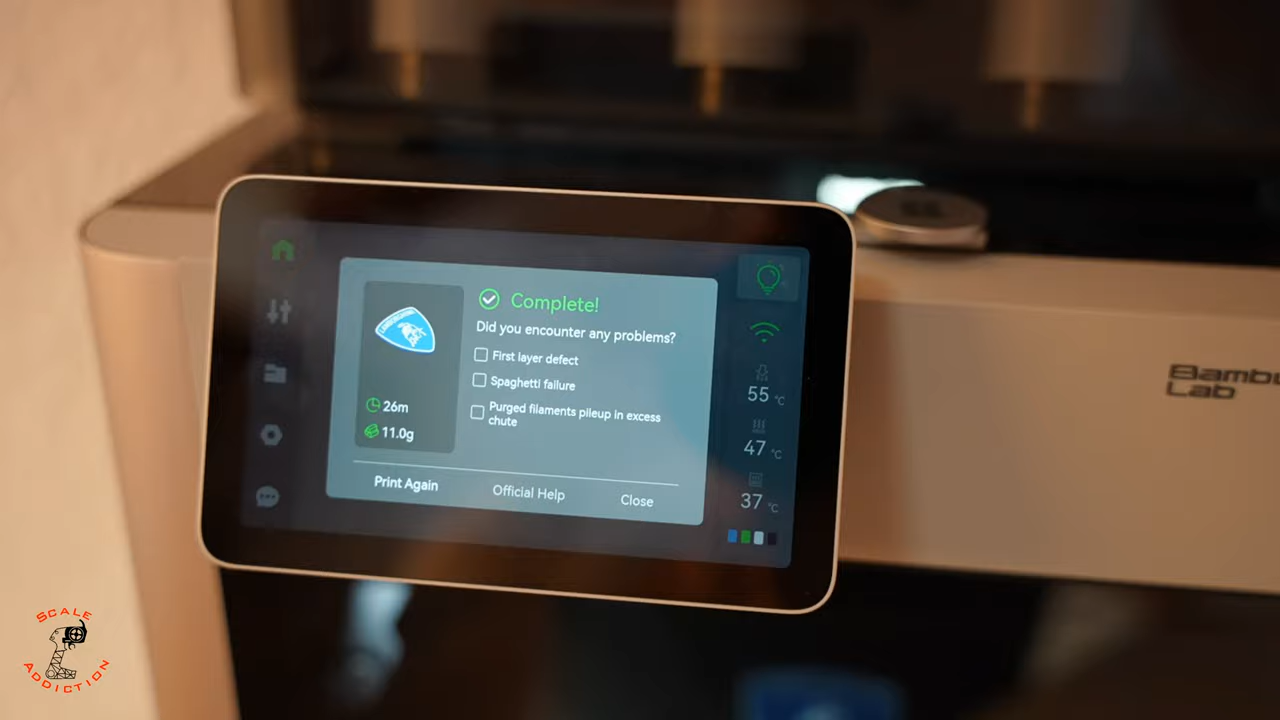 Complete!
Did you encounter any problems?
First layer defect
Spaghetti failure
Purged filaments pileup in excess
chute
26m
11.0g
Print Again
Official Help
Close
55 °C
47 °C
37 °C
Bambu
Lab
SCALE
ADDICTION